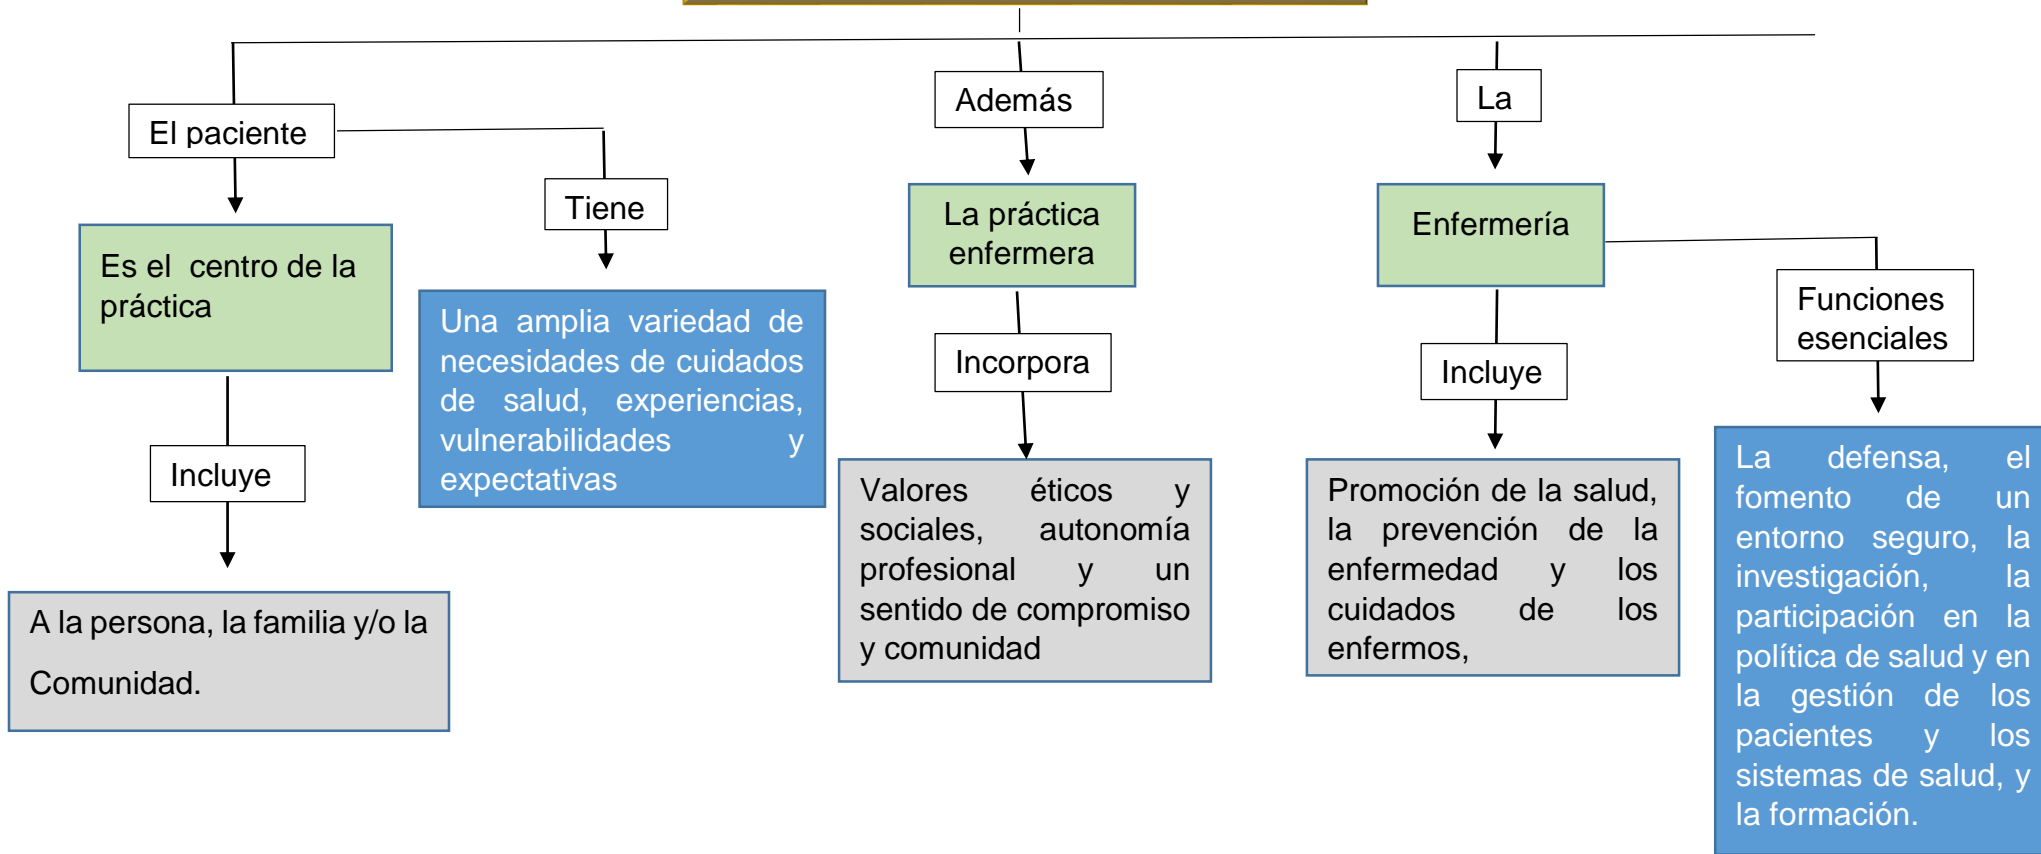 El paciente
Es el centro de la
práctica
Incluye
A la persona, la familia y/o la
Comunidad.
Tiene
Una amplia variedad de
necesidades de cuidados
de salud, experiencias,
vulnerabilidades y
expectativas
Además
La práctica
enfermera
Incorpora
Valores éticos y
sociales, autonomía
profesional y un
sentido de compromiso
y comunidad
La
Enfermería
Incluye
Promoción de la salud,
la prevención de la
enfermedad y los
cuidados de los
enfermos,
Funciones
esenciales
La defensa, el
fomento de un
entorno seguro, la
investigación, la
participación en la
política de salud y en
la gestión de los
pacientes y los
sistemas de salud, y
la formación.